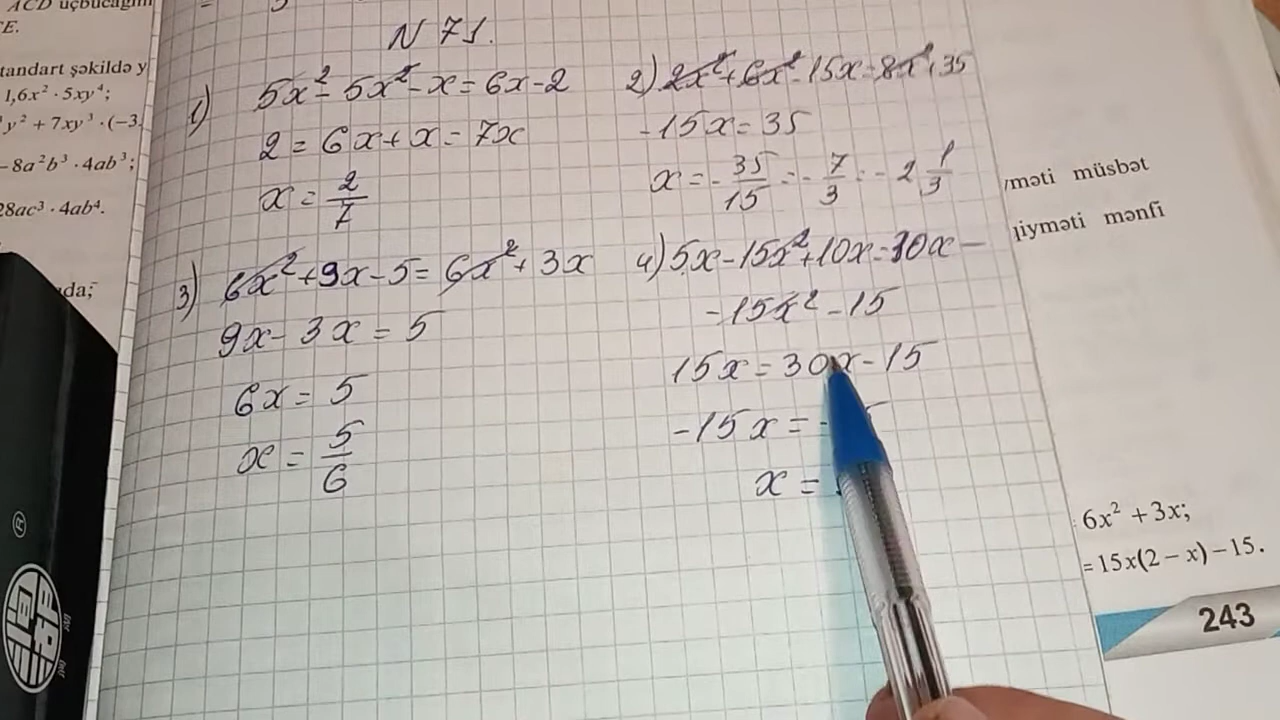 ACD üçbucağın
CE.
tandart şəkildə y
1,6x² · 5xy⁴;
y² + 7xy³ · (−3.
−8a²b³ · 4ab³;
28ac³ · 4ab⁴.
da;
N 71.
1) 5x² - 5x² - x = 6x - 2
2 = 6x + x = 7x
x = 2/7
2) 2x² + 6x² - 15x = 8x² + 35
-15x = 35
x = - 35/15 = - 7/3 = - 2 1/3
3) 6x² + 9x - 5 = 6x² + 3x
9x - 3x = 5
6x = 5
x = 5/6
4) 5x - 15x² + 10x = 30x -
- 15x² - 15
15x = 30x - 15
-15x = -
x =
məti müsbət
qiyməti mənfi
6x² + 3x;
= 15x(2 − x) − 15.
243